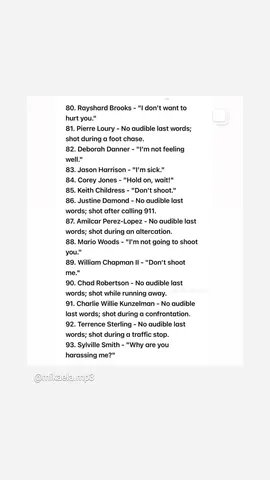 80. Rayshard Brooks - "I don't want to
hurt you."
81. Pierre Loury - No audible last words;
shot during a foot chase.
82. Deborah Danner - "I'm not feeling
well."
83. Jason Harrison - "I'm sick."
84. Corey Jones - "Hold on, wait!"
85. Keith Childress - "Don't shoot."
86. Justine Damond - No audible last
words; shot after calling 911.
87. Amilcar Perez-Lopez - No audible last
words; shot during an altercation.
88. Mario Woods - "I'm not going to shoot
you."
89. William Chapman II - "Don't shoot
me."
90. Chad Robertson - No audible last
words; shot while running away.
91. Charlie Willie Kunzelman - No audible
last words; shot during a confrontation.
92. Terrence Sterling - No audible last
words; shot during a traffic stop.
93. Sylville Smith - "Why are you
harassing me?"
@mikaela.mp3